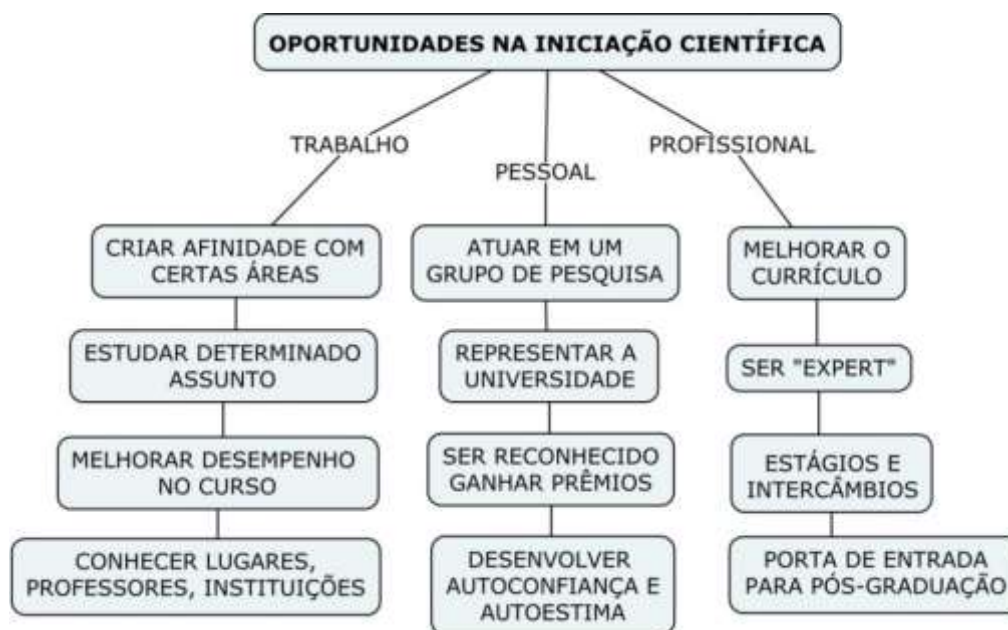 OPORTUNIDADES NA INICIAÇÃO CIENTÍFICA
TRABALHO
PESSOAL
PROFISSIONAL
CRIAR AFINIDADE COM
CERTAS ÁREAS
ESTUDAR DETERMINADO
ASSUNTO
MELHORAR DESEMPENHO
NO CURSO
CONHECER LUGARES,
PROFESSORES, INSTITUIÇÕES
ATUAR EM UM
GRUPO DE PESQUISA
REPRESENTAR A
UNIVERSIDADE
SER RECONHECIDO
GANHAR PRÊMIOS
DESENVOLVER
AUTOCONFIANÇA E
AUTOESTIMA
MELHORAR O
CURRÍCULO
SER "EXPERT"
ESTÁGIOS E
INTERCÂMBIOS
PORTA DE ENTRADA
PARA PÓS-GRADUAÇÃO